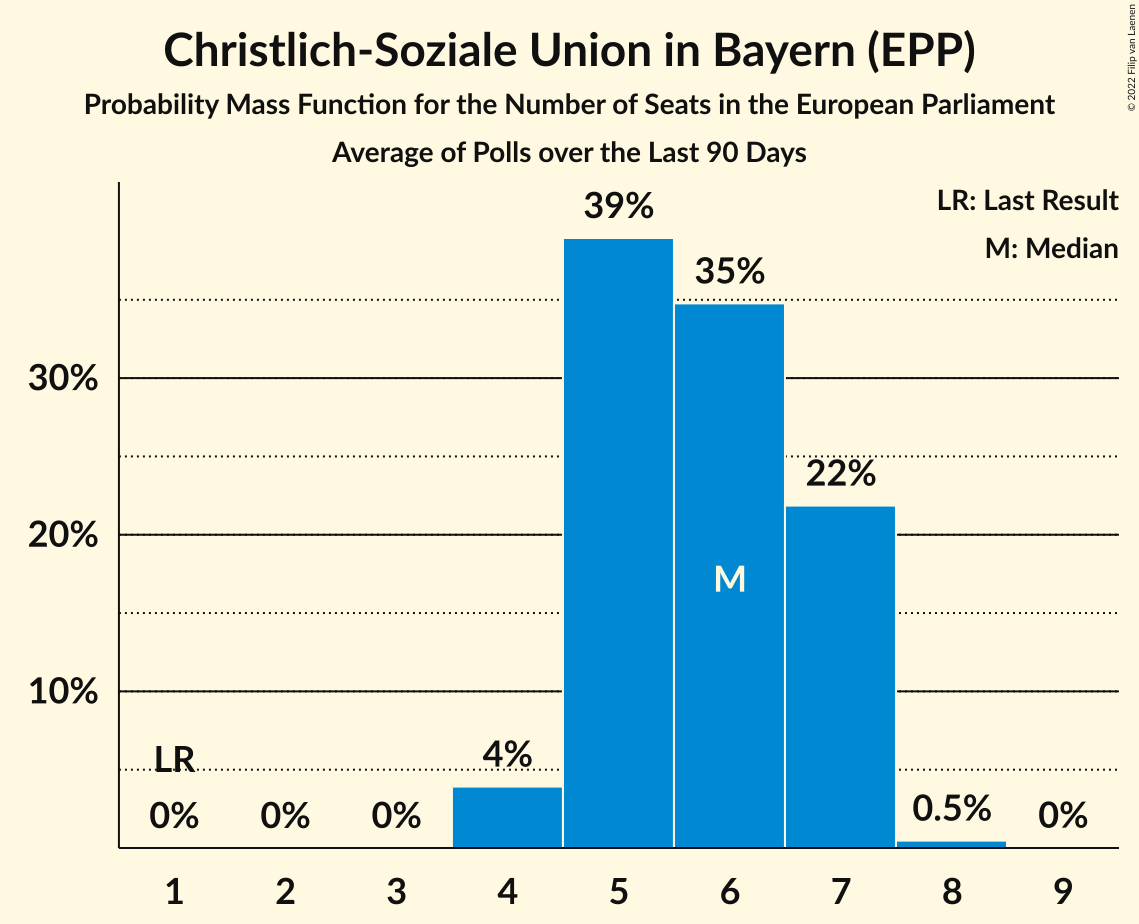 Christlich-Soziale Union in Bayern (EPP)
Probability Mass Function for the Number of Seats in the European Parliament
Average of Polls over the Last 90 Days
© 2022 Filip van Laenen
LR: Last Result
M: Median
39%
35%
30%
22%
20%
M
10%
LR
4%
0% 0% 0% 0.5% 0%
1 2 3 4 5 6 7 8 9